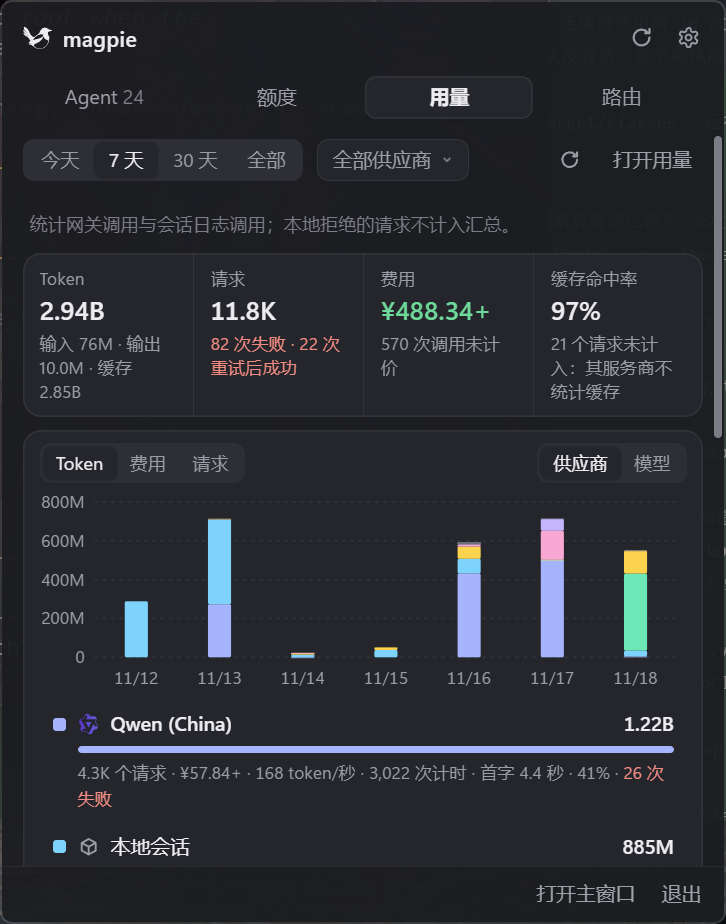 magpie
Agent 24
额度
用量
路由
今天 7 天 30 天 全部
全部供应商
打开用量
统计网关调用与会话日志调用；本地拒绝的请求不计入汇总。
Token
2.94B
输入 76M · 输出
10.0M · 缓存
2.85B
请求
11.8K
82 次失败 · 22 次
重试后成功
费用
¥488.34+
570 次调用未计
价
缓存命中率
97%
21 个请求未计
入：其服务商不
统计缓存
Token 费用 请求
供应商 模型
800M
600M
400M
200M
0
11/12 11/13 11/14 11/15 11/16 11/17 11/18
Qwen (China) 1.22B
4.3K 个请求 · ¥57.84+ · 168 token/秒 · 3,022 次计时 · 首字 4.4 秒 · 41% · 26 次
失败
本地会话 885M
打开主窗口 退出